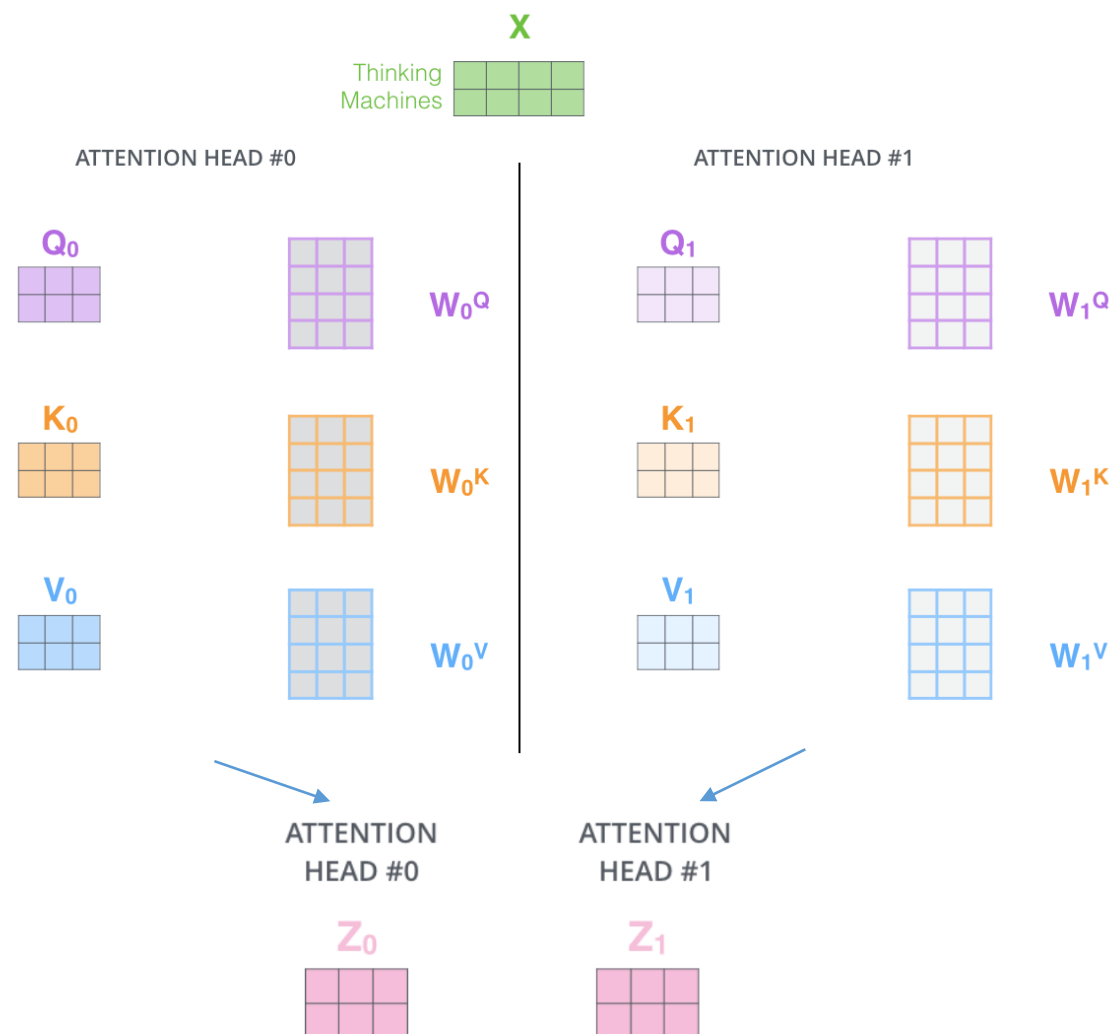 X
Thinking
Machines
ATTENTION HEAD #0
ATTENTION HEAD #1
Q₀
W₀Q
Q₁
W₁Q
K₀
W₀K
K₁
W₁K
V₀
W₀V
V₁
W₁V
ATTENTION
HEAD #0
ATTENTION
HEAD #1
Z₀
Z₁